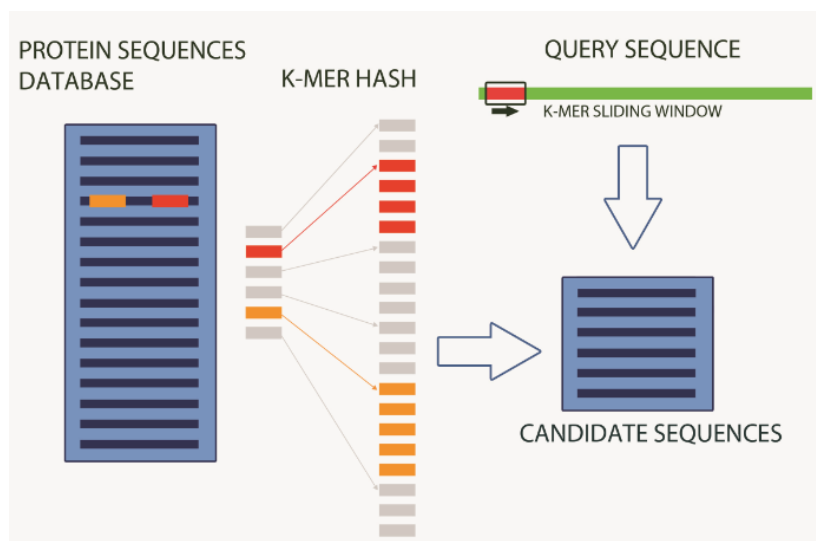 PROTEIN SEQUENCES
DATABASE
K-MER HASH
QUERY SEQUENCE
K-MER SLIDING WINDOW
CANDIDATE SEQUENCES